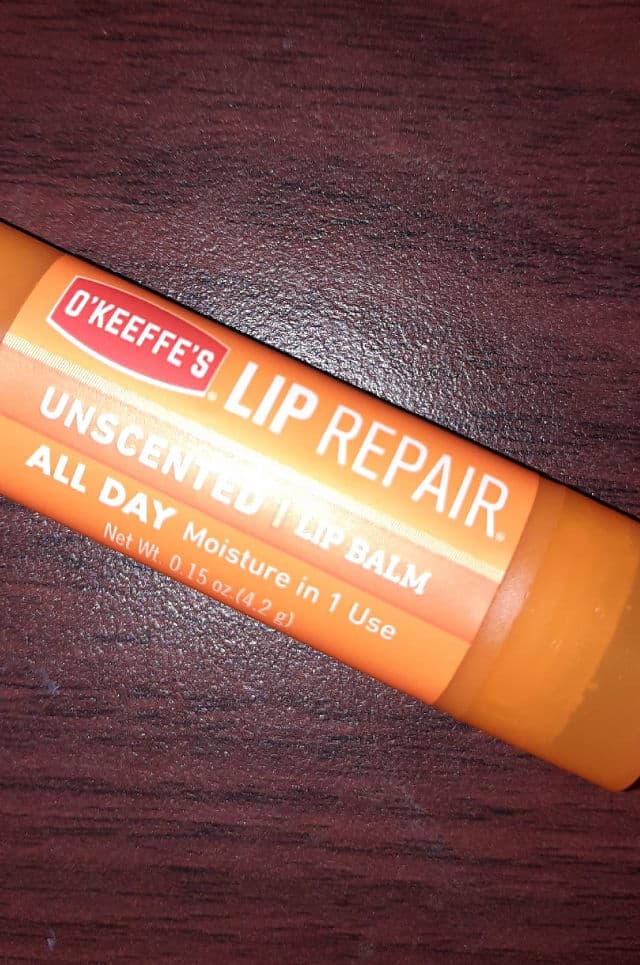 O'KEEFFE'S®
LIP REPAIR®
UNSCENTED | LIP BALM
ALL DAY Moisture in 1 Use
Net Wt. 0.15 oz.(4.2 g)